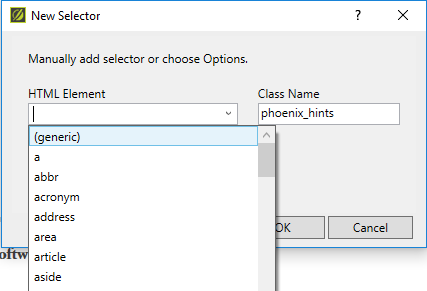 New Selector
?
Manually add selector or choose Options.
HTML Element
Class Name
phoenix_hints
(generic)
a
abbr
acronym
address
area
article
aside
OK
Cancel